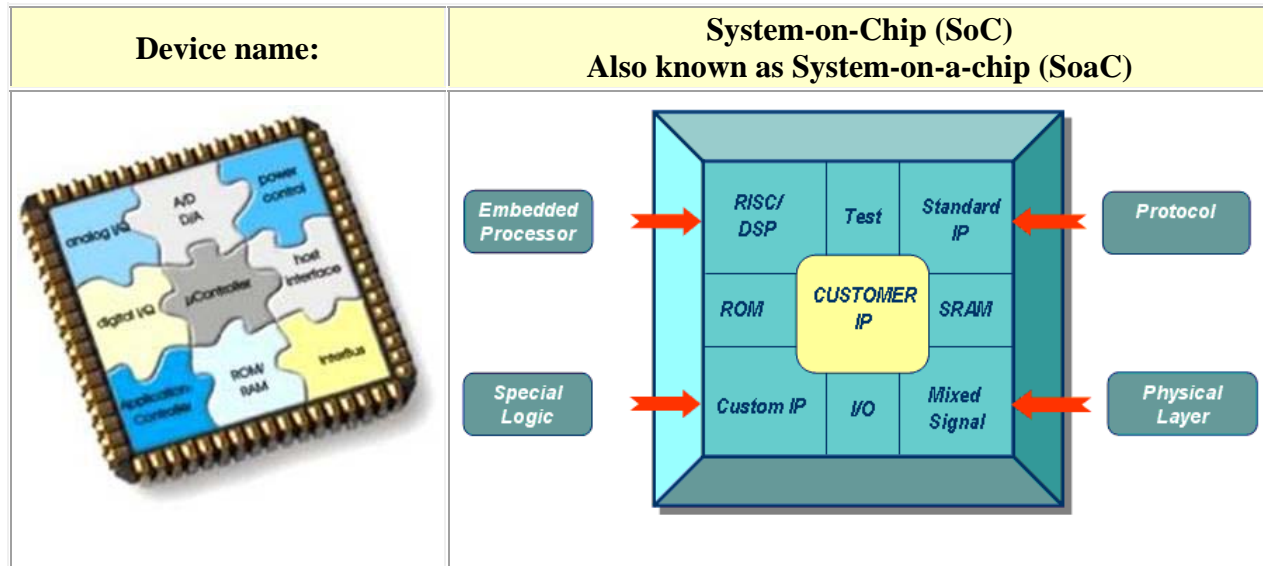 Device name:
System-on-Chip (SoC)
Also known as System-on-a-chip (SoaC)
analog I/Q
A/D
D/A
power
control
digital I/Q
µController
host
interface
Application-
Controller
ROM/
RAM
InterBus
Embedded
Processor
Special
Logic
RISC/
DSP
Test
Standard
IP
ROM
CUSTOMER
IP
SRAM
Custom IP
I/O
Mixed
Signal
Protocol
Physical
Layer